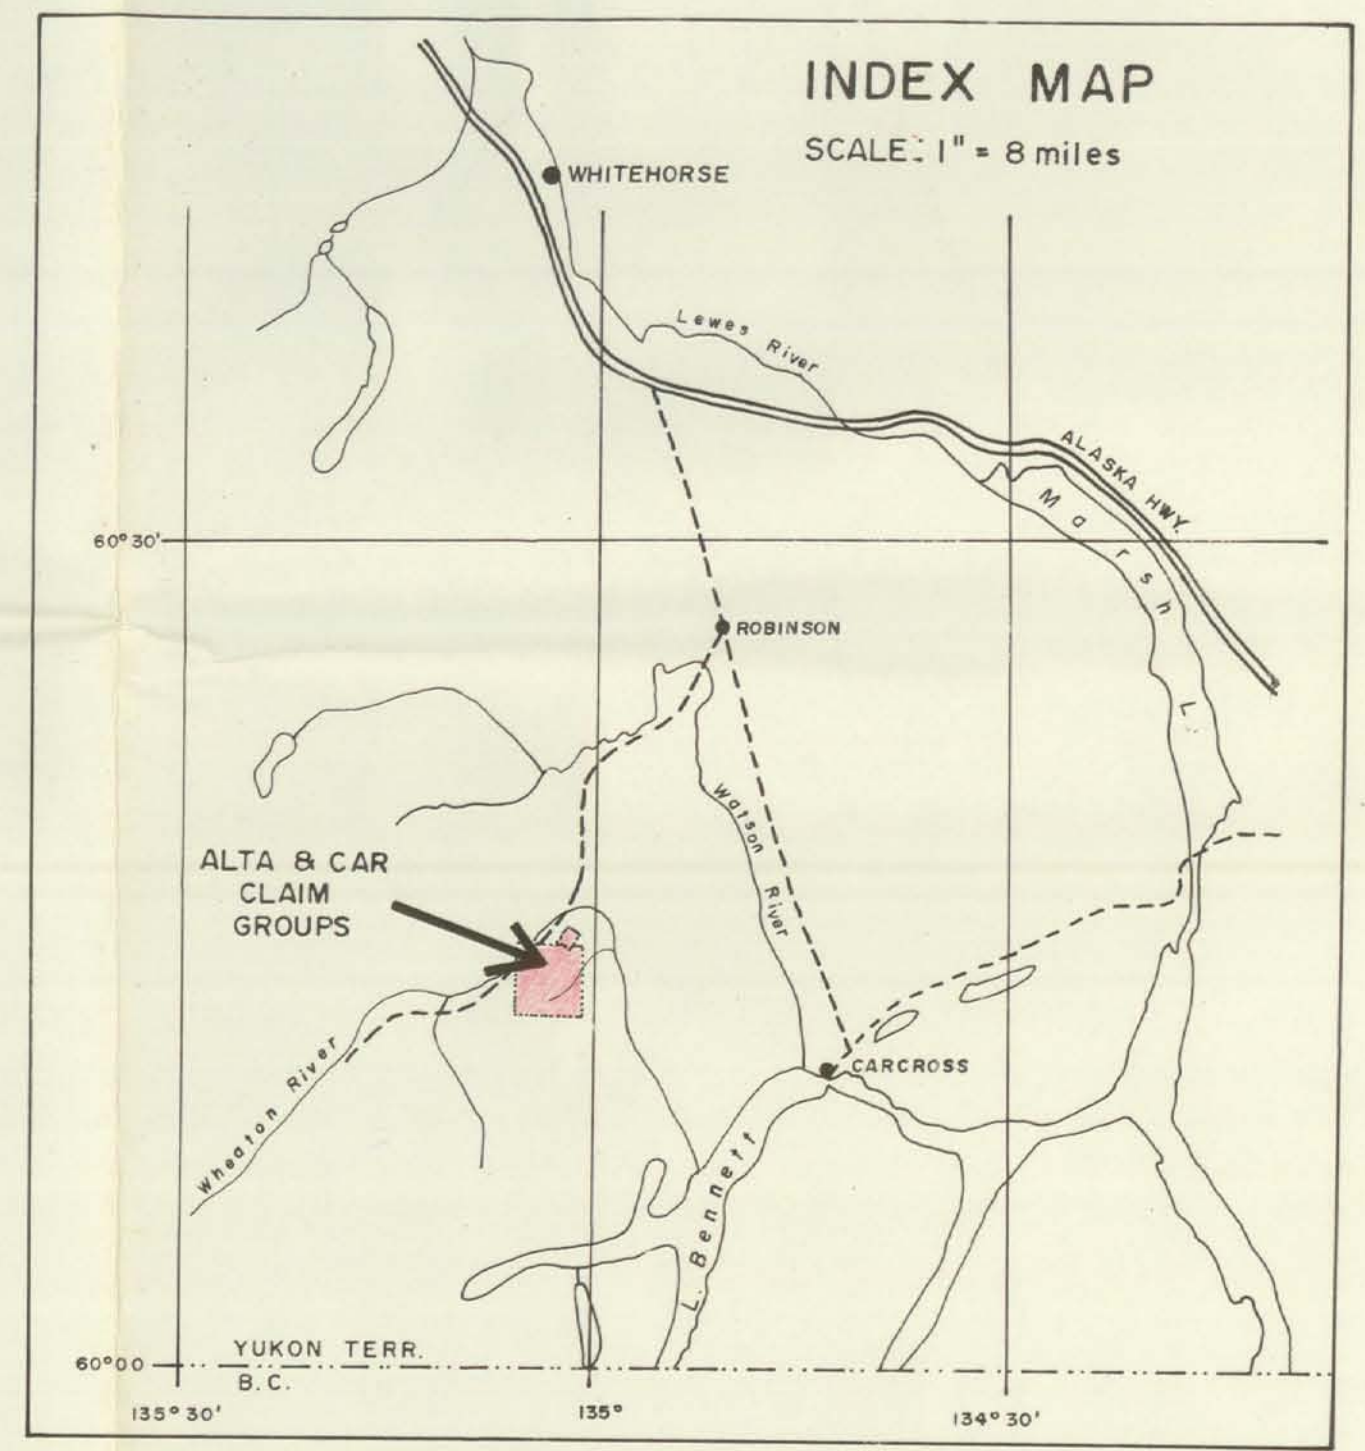 INDEX MAP
SCALE: 1" = 8 miles
WHITEHORSE
Lewes River
ALASKA HWY.
Marsh L.
60°30'
ROBINSON
Watson River
ALTA & CAR
CLAIM
GROUPS
Wheaton River
CARCROSS
L. Bennett
YUKON TERR.
60°00
B.C.
135°30'
135°
134°30'